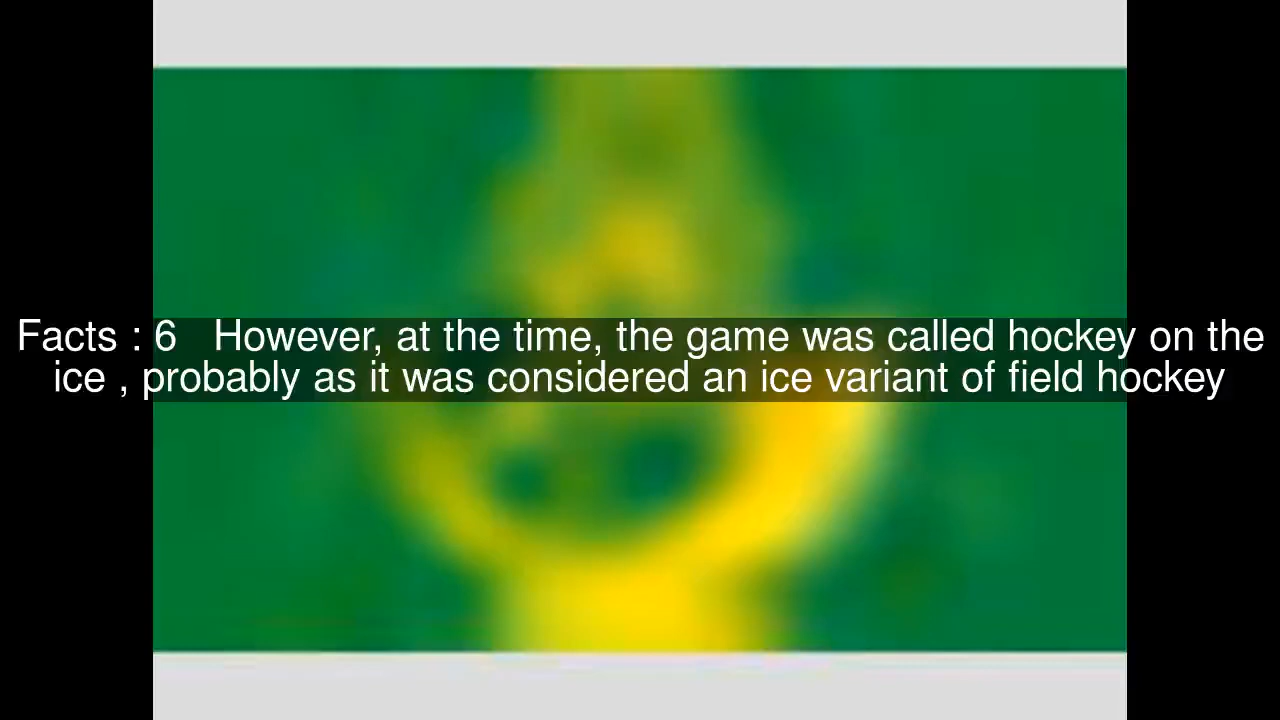 Facts : 6 However, at the time, the game was called hockey on the
ice , probably as it was considered an ice variant of field hockey